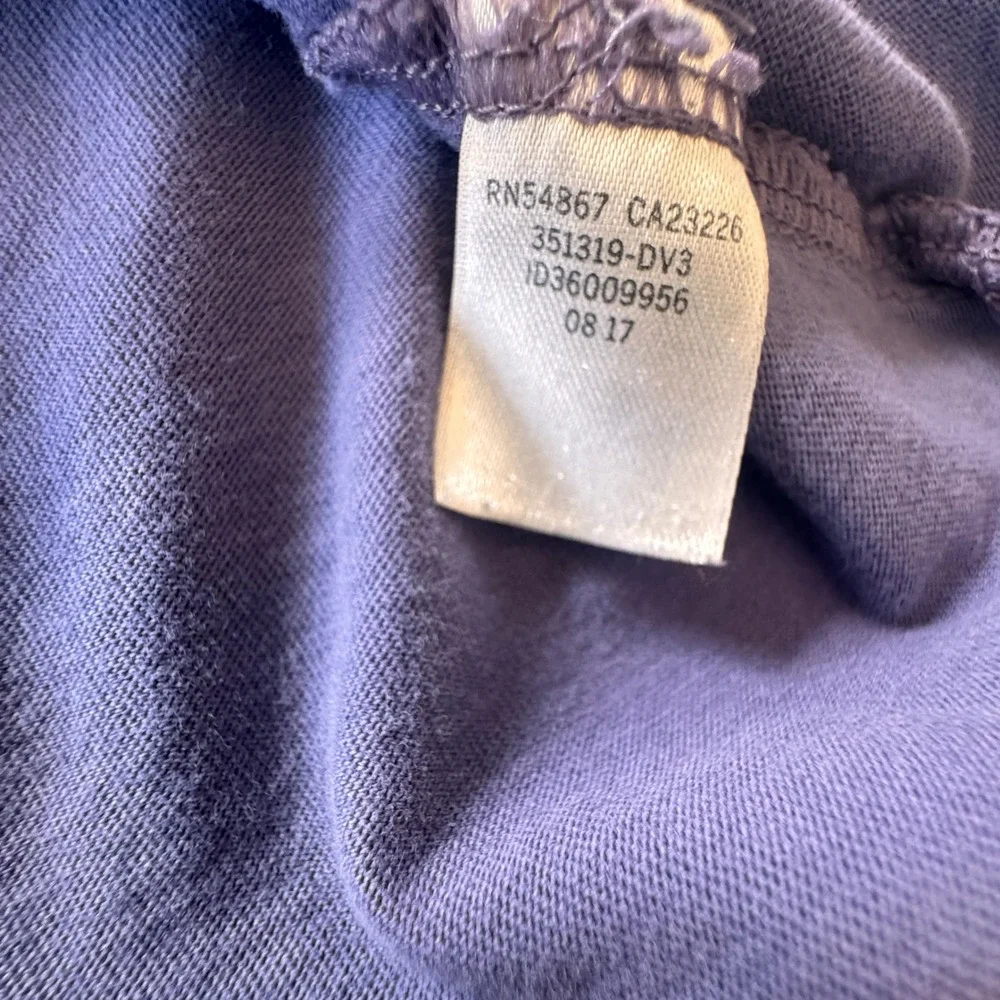 RN54867 CA23226
351319-DV3
ID36009956
08 17